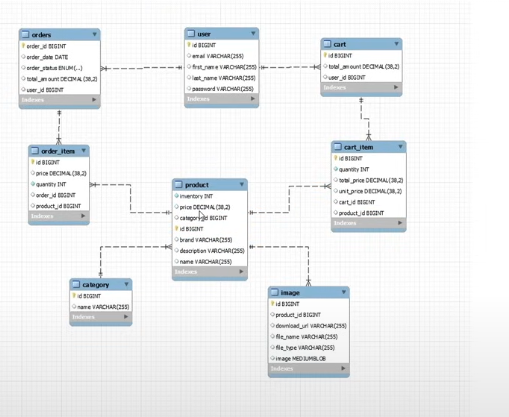 orders
order_id BIGINT
order_date DATE
order_status ENUM(...)
total_amount DECIMAL(38,2)
user_id BIGINT
Indexes
user
id BIGINT
email VARCHAR(255)
first_name VARCHAR(255)
last_name VARCHAR(255)
password VARCHAR(255)
Indexes
cart
id BIGINT
total_amount DECIMAL(38,2)
user_id BIGINT
Indexes
order_item
id BIGINT
price DECIMAL(38,2)
quantity INT
order_id BIGINT
product_id BIGINT
Indexes
product
inventory INT
price DECIMAL(38,2)
category_id BIGINT
id BIGINT
brand VARCHAR(255)
description VARCHAR(255)
name VARCHAR(255)
Indexes
cart_item
id BIGINT
quantity INT
total_price DECIMAL(38,2)
unit_price DECIMAL(38,2)
cart_id BIGINT
product_id BIGINT
Indexes
category
id BIGINT
name VARCHAR(255)
Indexes
image
id BIGINT
product_id BIGINT
download_url VARCHAR(255)
file_name VARCHAR(255)
file_type VARCHAR(255)
image MEDIUMBLOB
Indexes